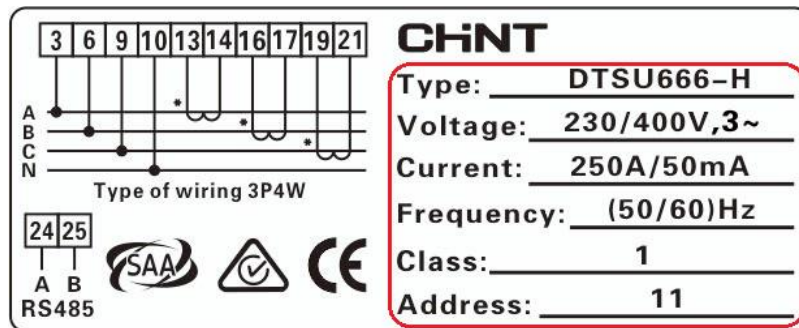 3 6 9 10 13 14 16 17 19 21
A
B
C
N
*
*
*
Type of wiring 3P4W
24 25
A B
RS485
SAA
CE
CHNT
Type: DTSU666-H
Voltage: 230/400V,3~
Current: 250A/50mA
Frequency: (50/60)Hz
Class: 1
Address: 11